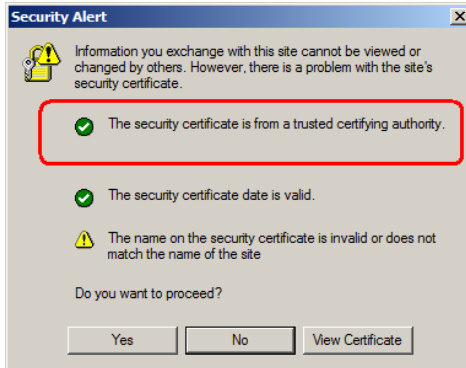 Security Alert
Information you exchange with this site cannot be viewed or
changed by others. However, there is a problem with the site's
security certificate.
The security certificate is from a trusted certifying authority.
The security certificate date is valid.
The name on the security certificate is invalid or does not
match the name of the site
Do you want to proceed?
Yes No View Certificate